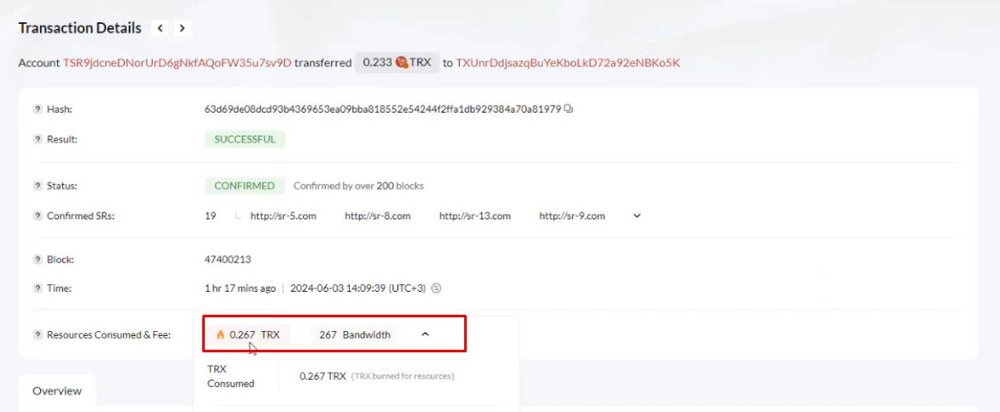 Transaction Details
Account TSR9jdcneDNorUrD6gNkfAQoFW35u7sv9D transferred 0.233 TRX to TXUnrDdjsazqBuYeKboLkD72a92eNBKo5K
? Hash: 63d69de08dcd93b4369653ea09bba818552e54244f2ffa1db929384a70a81979
? Result: SUCCESSFUL
? Status: CONFIRMED Confirmed by over 200 blocks
? Confirmed SRs: 19 http://sr-5.com http://sr-8.com http://sr-13.com http://sr-9.com
? Block: 47400213
? Time: 1 hr 17 mins ago | 2024-06-03 14:09:39 (UTC+3)
? Resources Consumed & Fee: 0.267 TRX 267 Bandwidth
TRX Consumed 0.267 TRX (TRX burned for resources)
Overview